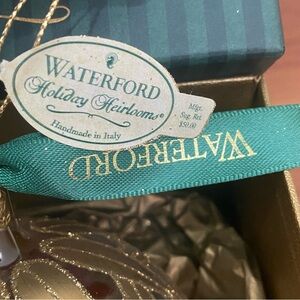 WATERFORD
Holiday Heirlooms®
Handmade in Italy
Mfgr.
Sug. Ret.
$50.00
WATERFORD